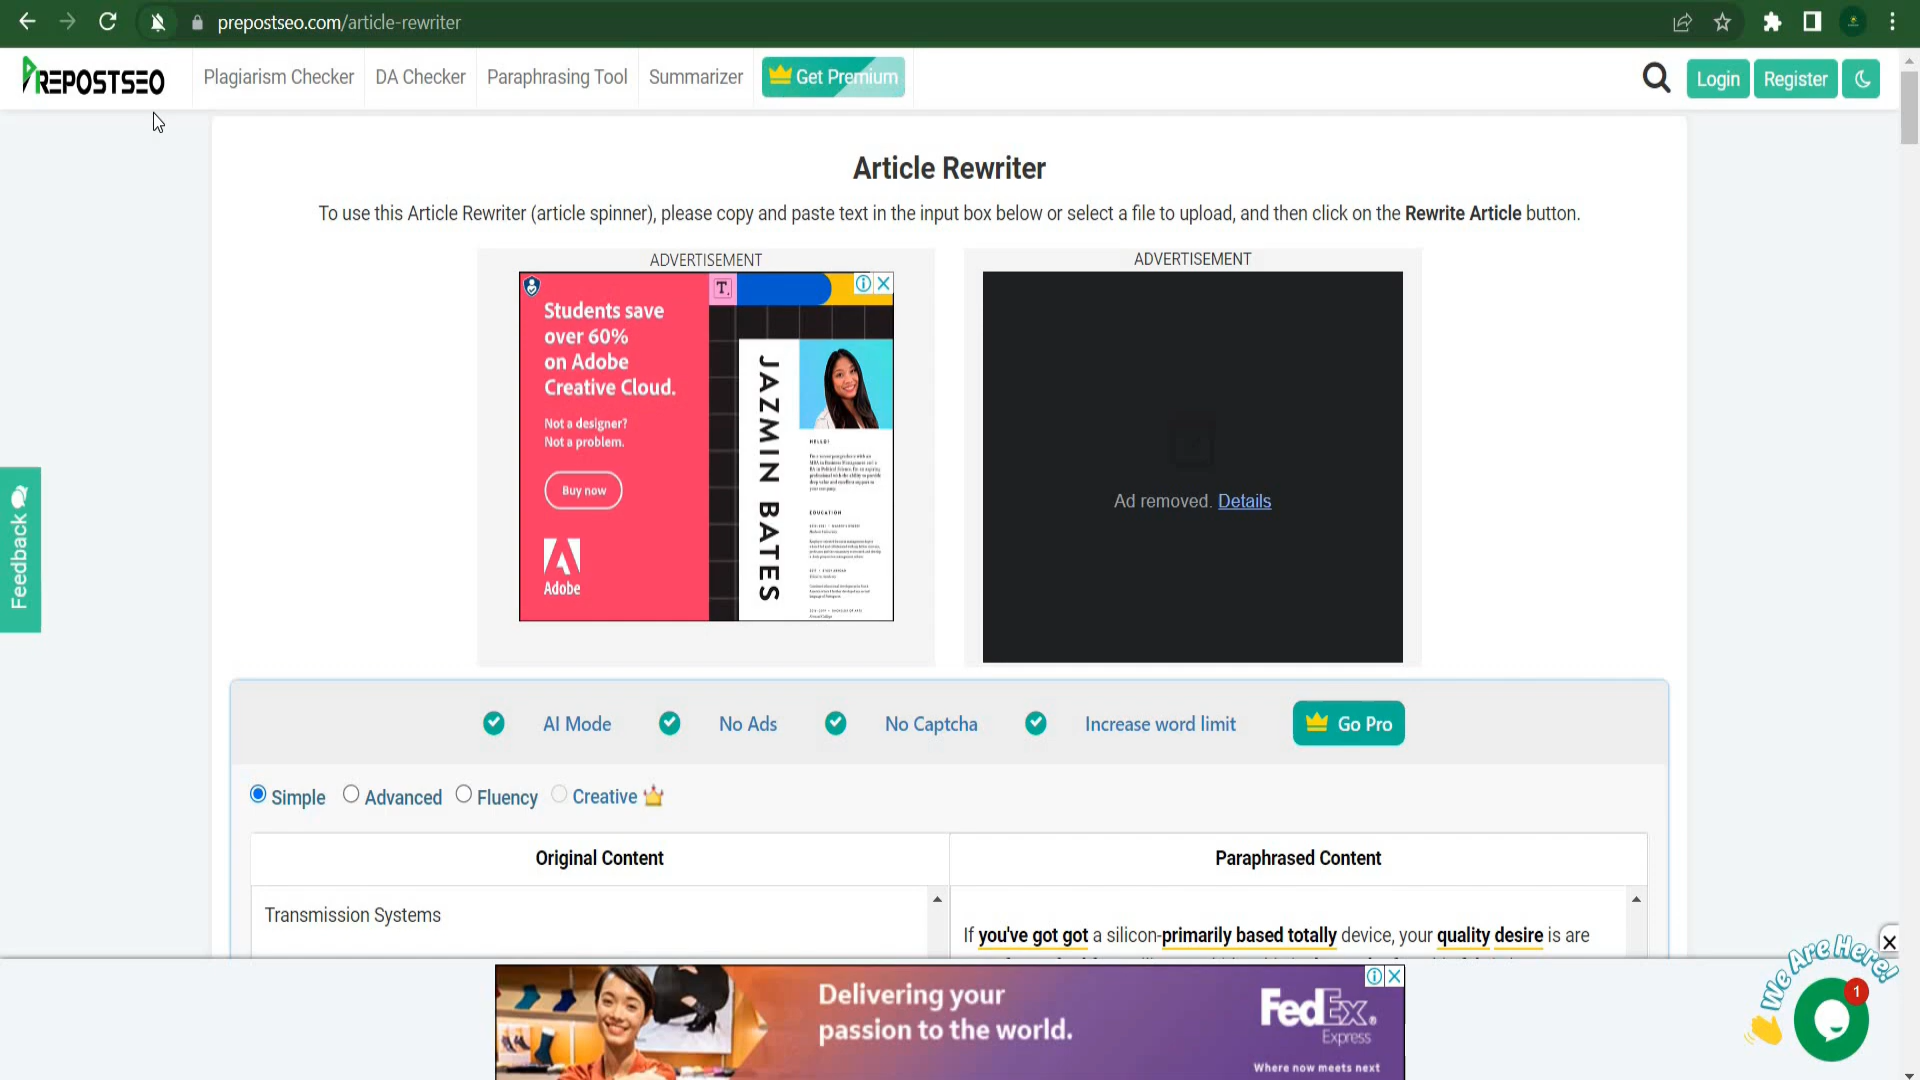 prepostseo.com/article-rewriter
PREPOSTSEO
Plagiarism Checker
DA Checker
Paraphrasing Tool
Summarizer
Get Premium
Login
Register
Article Rewriter
To use this Article Rewriter (article spinner), please copy and paste text in the input box below or select a file to upload, and then click on the Rewrite Article button.
ADVERTISEMENT
ADVERTISEMENT
Students save
over 60%
on Adobe
Creative Cloud.
Not a designer?
Not a problem.
Buy now
Adobe
T.
JAZMIN BATES
HELLO!
EDUCATION
Ad removed. Details
Feedback
AI Mode
No Ads
No Captcha
Increase word limit
Go Pro
Simple
Advanced
Fluency
Creative
Original Content
Paraphrased Content
Transmission Systems
If you've got got a silicon-primarily based totally device, your quality desire is are
We Are Here!
1
Delivering your
passion to the world.
FedEx
Express
Where now meets next